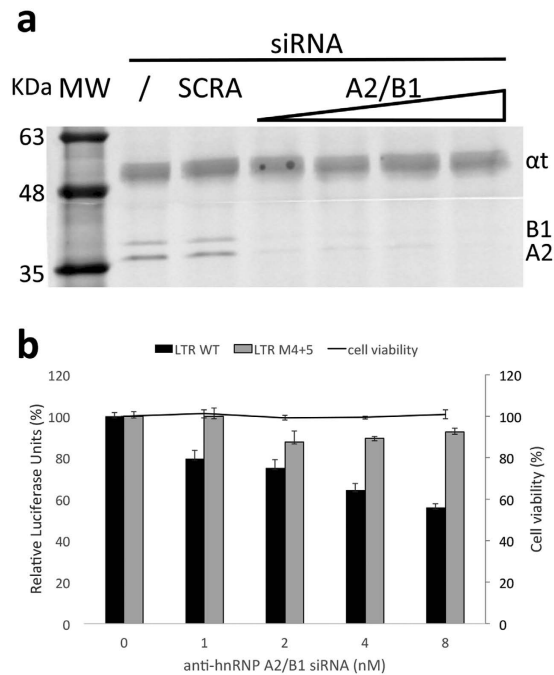 a
siRNA
KDa MW / SCRA A2/B1
63
48
35
αt
B1
A2
b
LTR WT LTR M4+5 cell viability
120
100
80
60
40
20
0
Relative Luciferase Units (%)
120
100
80
60
40
20
0
Cell viability (%)
0 1 2 4 8
anti-hnRNP A2/B1 siRNA (nM)